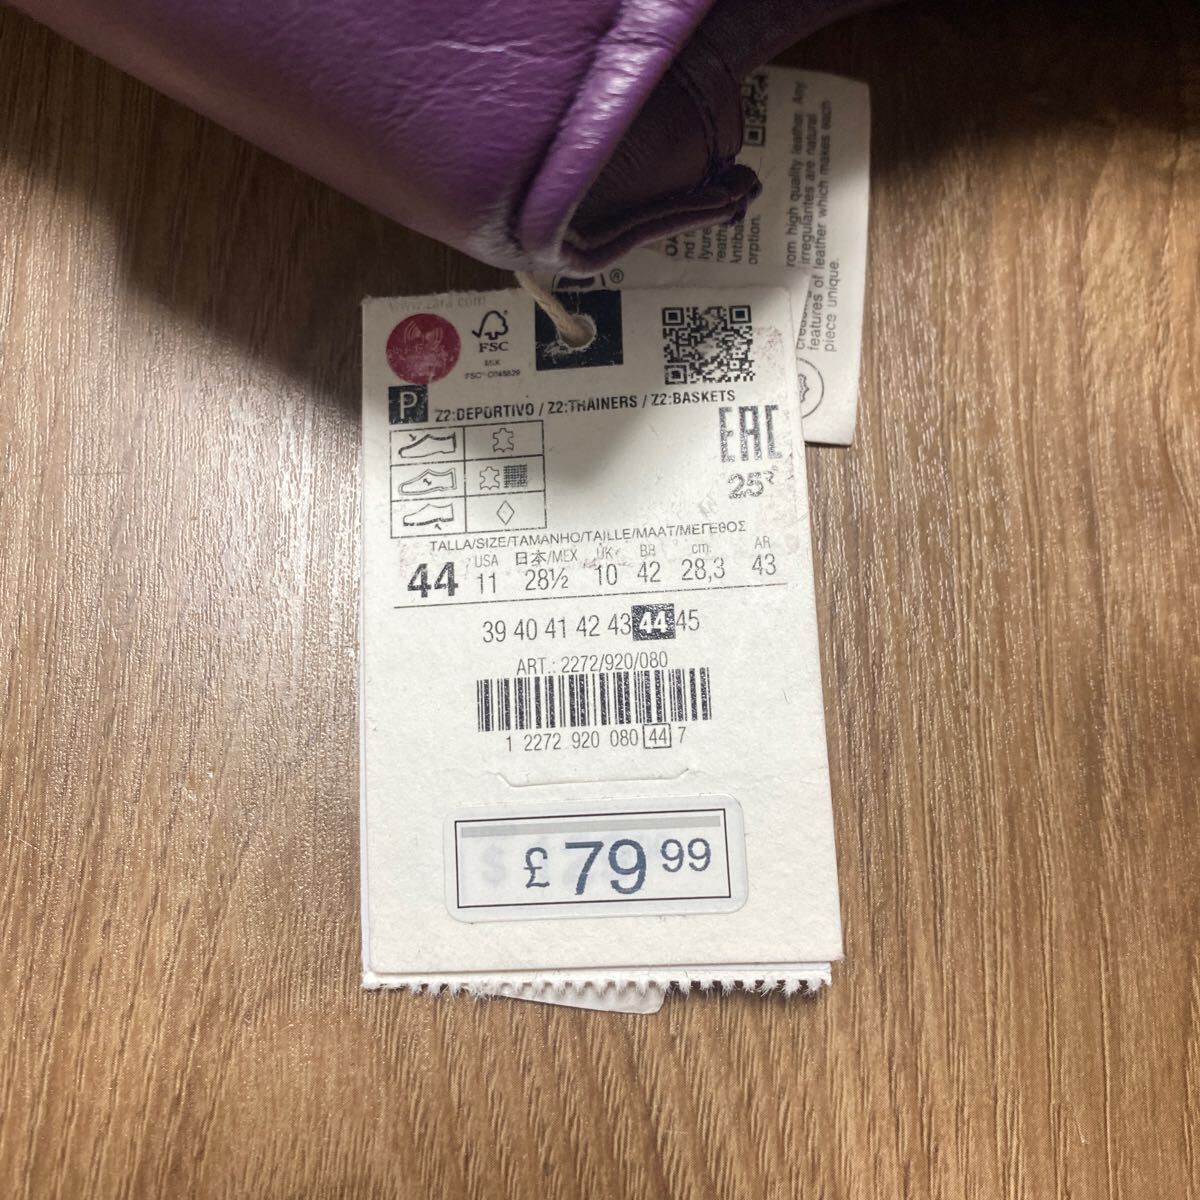 rom high quality leather. Any
irregularities are natural
features of leather which makes each
piece unique.
orption.
®
www.zara.com
FSC
MIX
P
Z2:DEPORTIVO / Z2:TRAINERS / Z2:BASKETS
EAC
TALLA/SIZE/TAMANHO/TAILLE/MAAT/ΜΕΓΕΘΟΣ
44 USA 11 日本/MEX 28½ UK 10 BR 42 cm. 28,3 AR 43
39 40 41 42 43 44 45
ART.: 2272/920/080
1 2272 920 080 44 7
£ 79 99